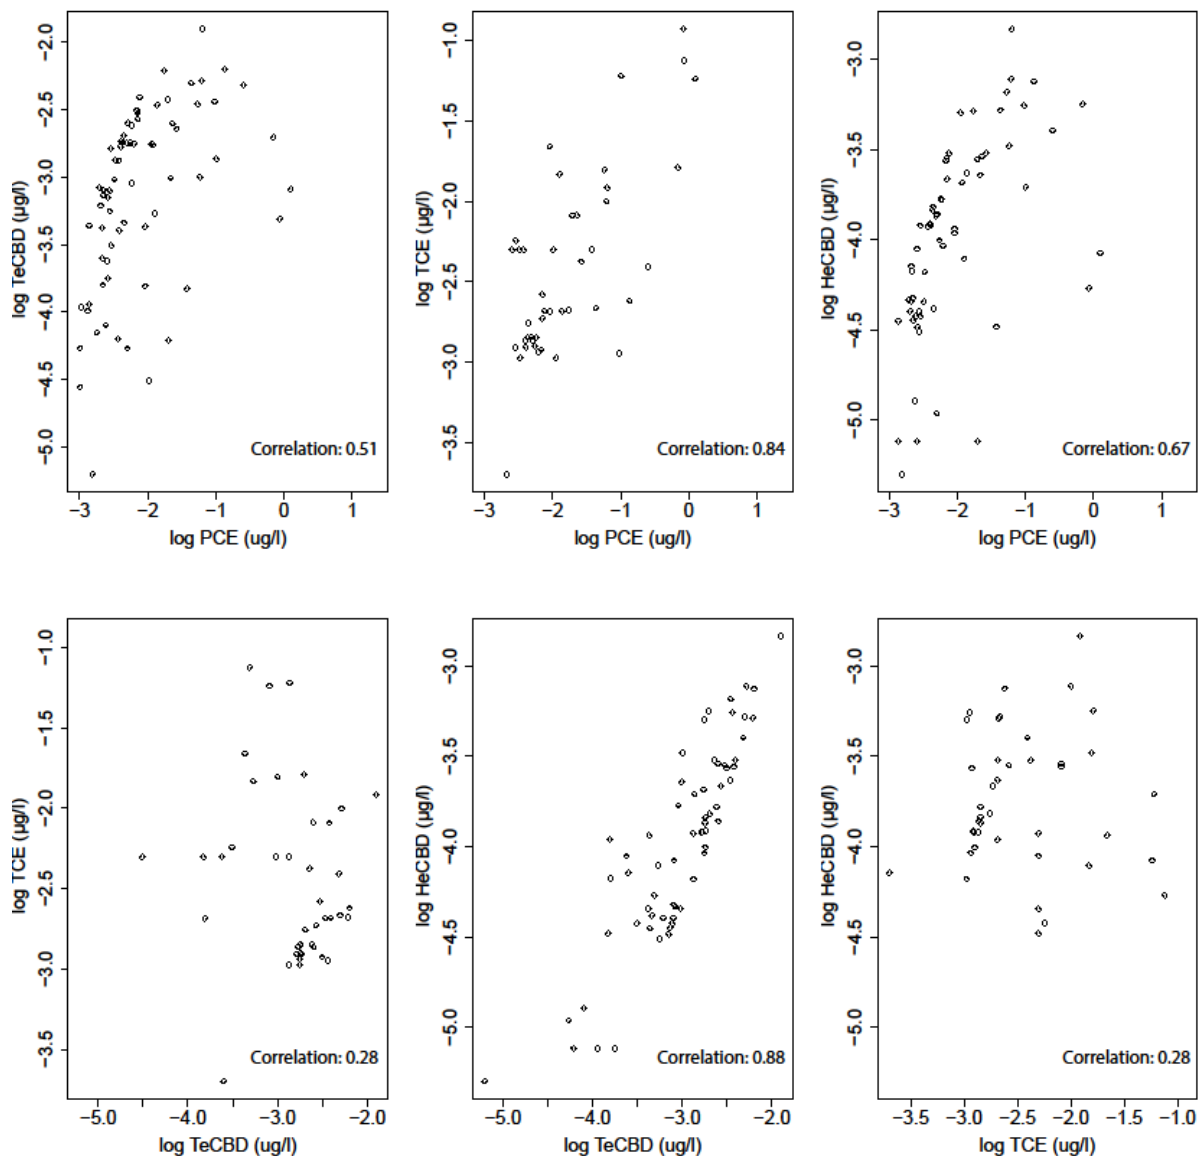 −2.0
−2.5
−3.0
−3.5
−4.0
−4.5
−5.0
log TeCBD (µg/l)
Correlation: 0.51
−3 −2 −1 0 1
log PCE (ug/l)
−1.0
−1.5
−2.0
−2.5
−3.0
−3.5
log TCE (µg/l)
Correlation: 0.84
−3 −2 −1 0 1
log PCE (ug/l)
−3.0
−3.5
−4.0
−4.5
−5.0
log HeCBD (µg/l)
Correlation: 0.67
−3 −2 −1 0 1
log PCE (ug/l)
−1.0
−1.5
−2.0
−2.5
−3.0
−3.5
log TCE (µg/l)
Correlation: 0.28
−5.0 −4.0 −3.0 −2.0
log TeCBD (ug/l)
−3.0
−3.5
−4.0
−4.5
−5.0
log HeCBD (µg/l)
Correlation: 0.88
−5.0 −4.0 −3.0 −2.0
log TeCBD (ug/l)
−3.0
−3.5
−4.0
−4.5
−5.0
log HeCBD (µg/l)
Correlation: 0.28
−3.5 −3.0 −2.0 −1.0
log TCE (ug/l)